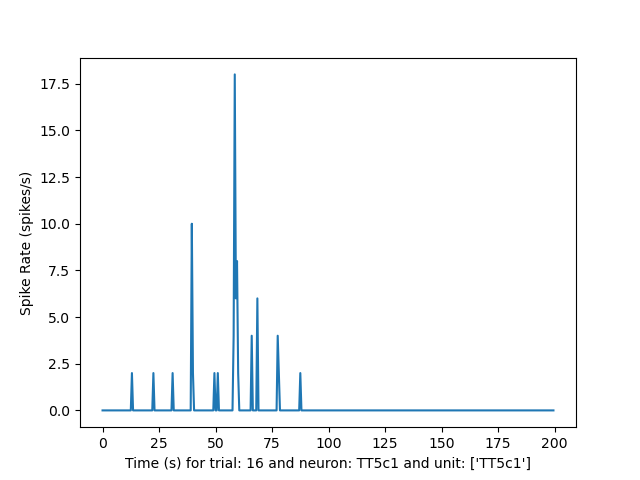 17.5
15.0
12.5
10.0
7.5
5.0
2.5
0.0
Spike Rate (spikes/s)
0 25 50 75 100 125 150 175 200
Time (s) for trial: 16 and neuron: TT5c1 and unit: ['TT5c1']